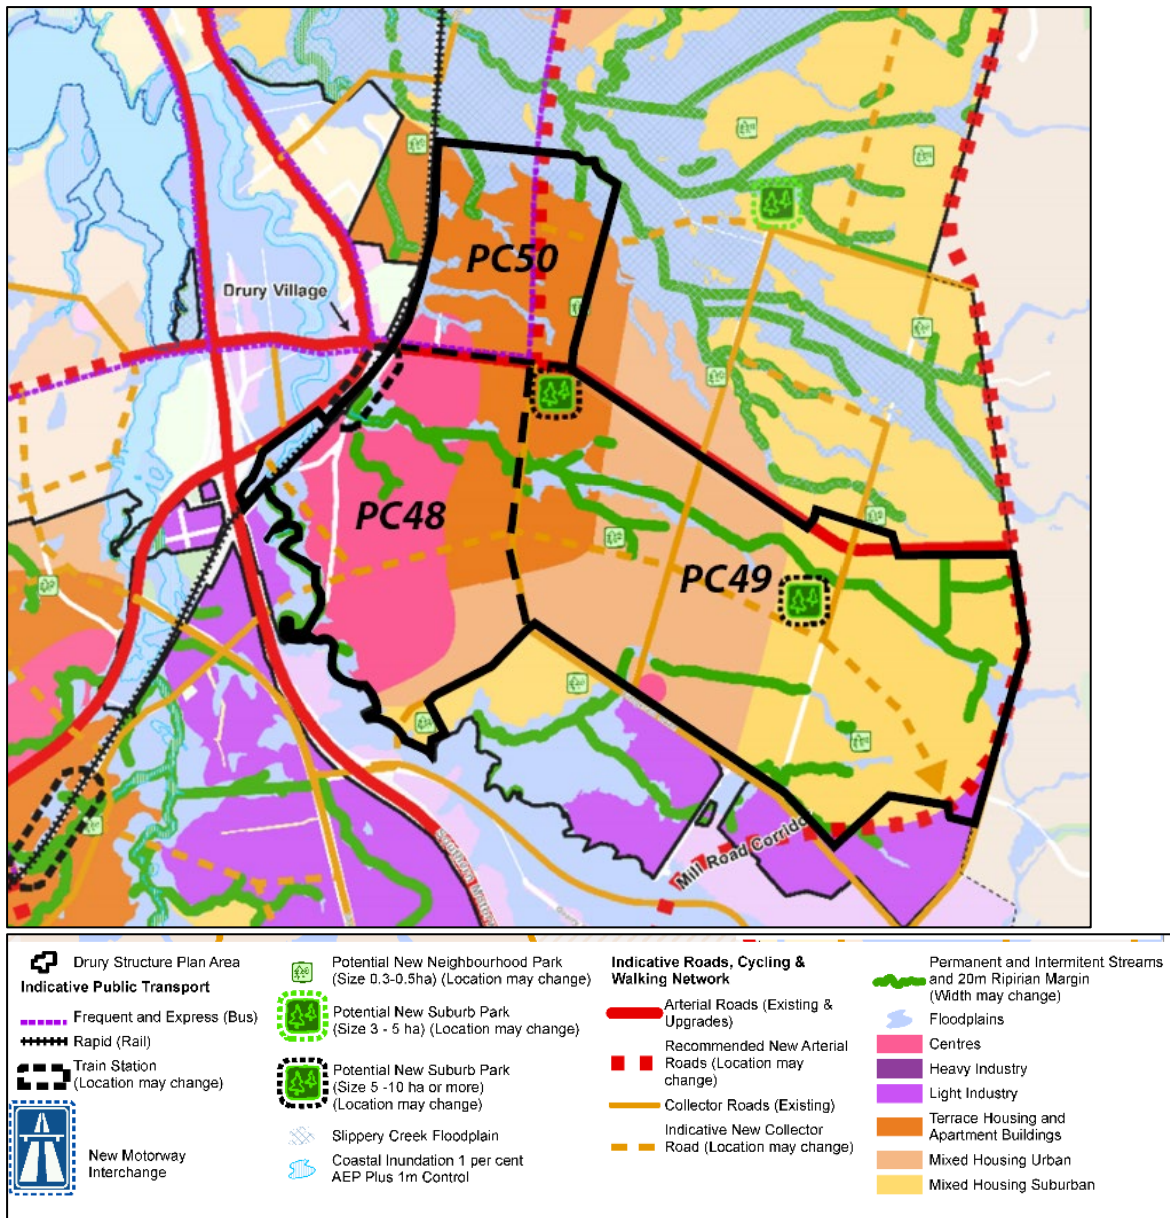 PC50
Drury Village
PC48
PC49
Mill Road Corrido
Drury Structure Plan Area
Indicative Public Transport
Frequent and Express (Bus)
Rapid (Rail)
Train Station
(Location may change)
New Motorway
Interchange
Potential New Neighbourhood Park
(Size 0.3-0.5ha) (Location may change)
Potential New Suburb Park
(Size 3 - 5 ha) (Location may change)
Potential New Suburb Park
(Size 5 -10 ha or more)
(Location may change)
Slippery Creek Floodplain
Coastal Inundation 1 per cent
AEP Plus 1m Control
Indicative Roads, Cycling &
Walking Network
Arterial Roads (Existing &
Upgrades)
Recommended New Arterial
Roads (Location may
change)
Collector Roads (Existing)
Indicative New Collector
Road (Location may change)
Permanent and Intermitent Streams
and 20m Ripirian Margin
(Width may change)
Floodplains
Centres
Heavy Industry
Light Industry
Terrace Housing and
Apartment Buildings
Mixed Housing Urban
Mixed Housing Suburban